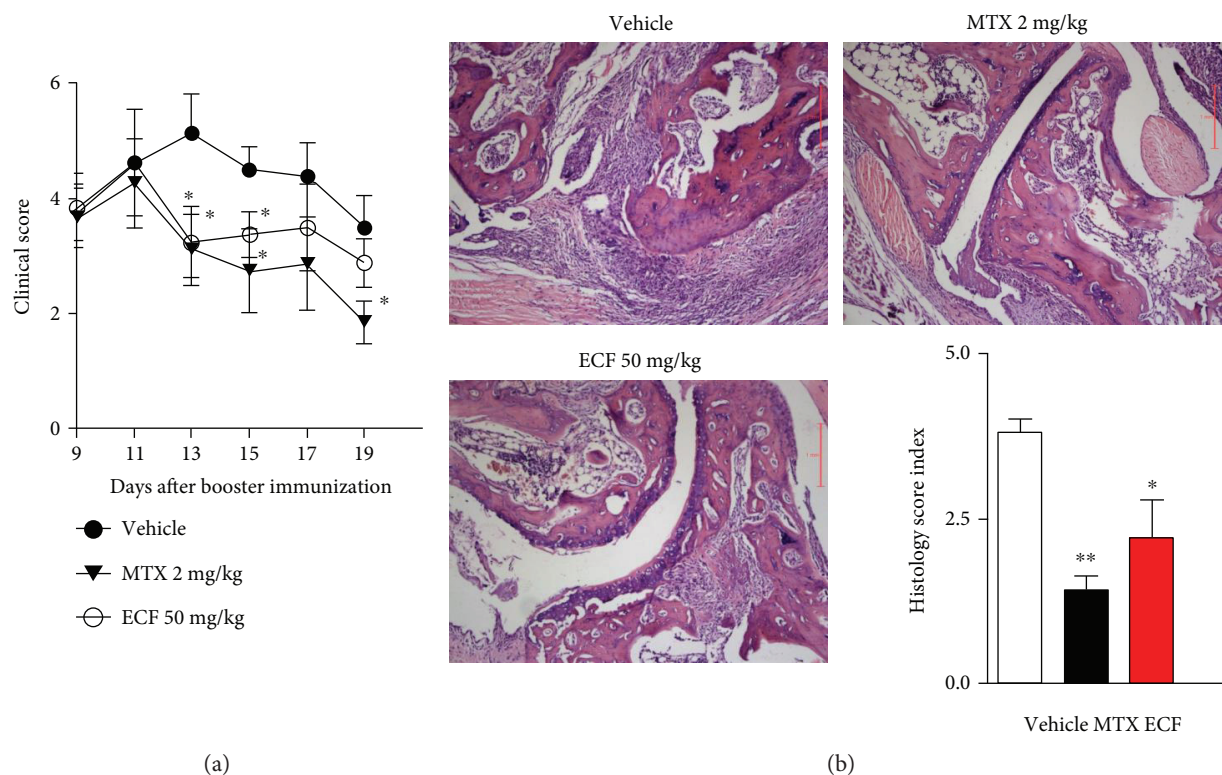 Vehicle
MTX 2 mg/kg
6
4
2
0
Clinical score
*
*
*
*
*
9 11 13 15 17 19
Days after booster immunization
Vehicle
MTX 2 mg/kg
ECF 50 mg/kg
ECF 50 mg/kg
5.0
2.5
0.0
Histology score index
**
*
Vehicle MTX ECF
(a)
(b)